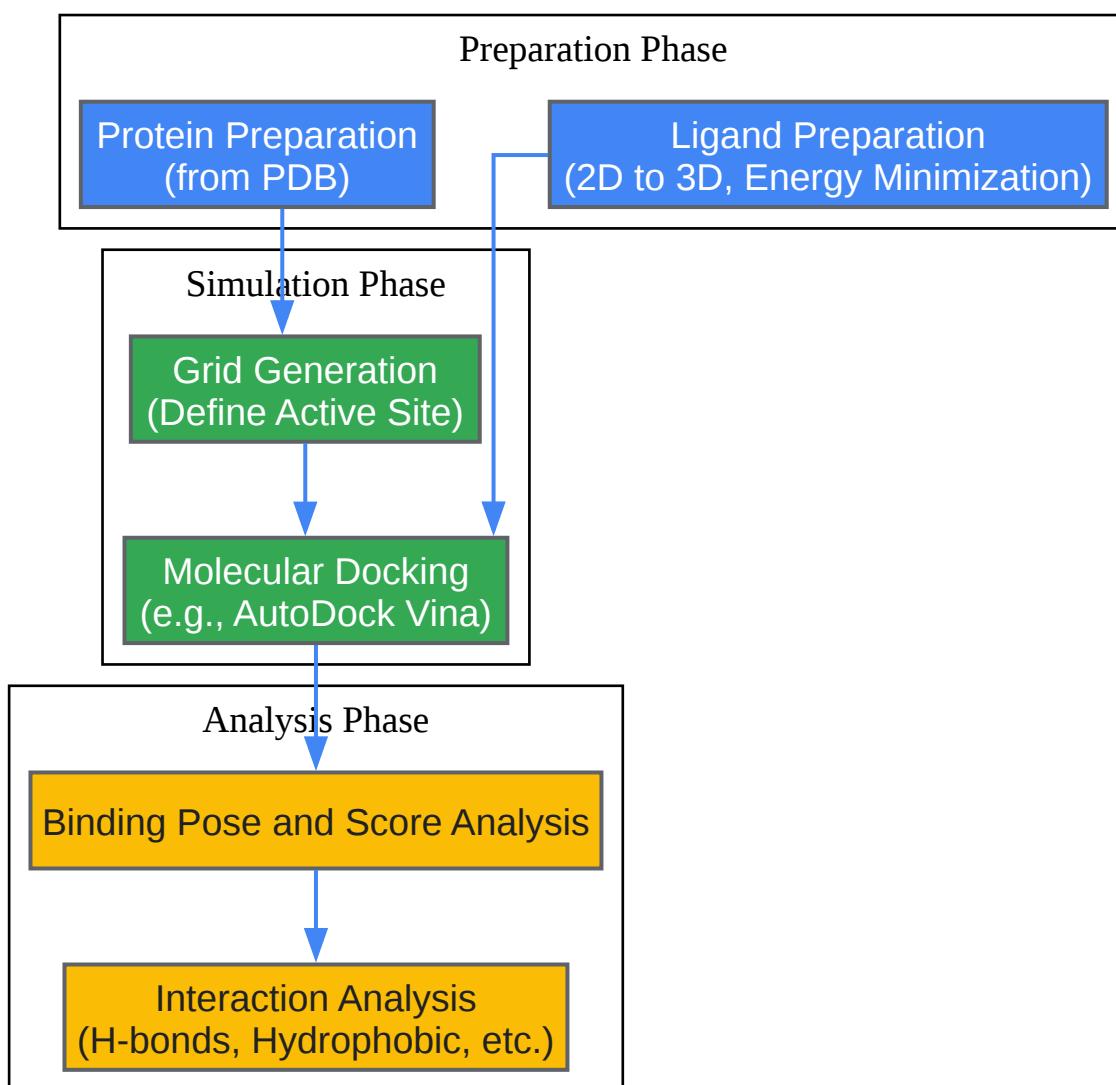 Preparation Phase
Protein Preparation
(from PDB)
Ligand Preparation
(2D to 3D, Energy Minimization)
Simulation Phase
Grid Generation
(Define Active Site)
Molecular Docking
(e.g., AutoDock Vina)
Analysis Phase
Binding Pose and Score Analysis
Interaction Analysis
(H-bonds, Hydrophobic, etc.)